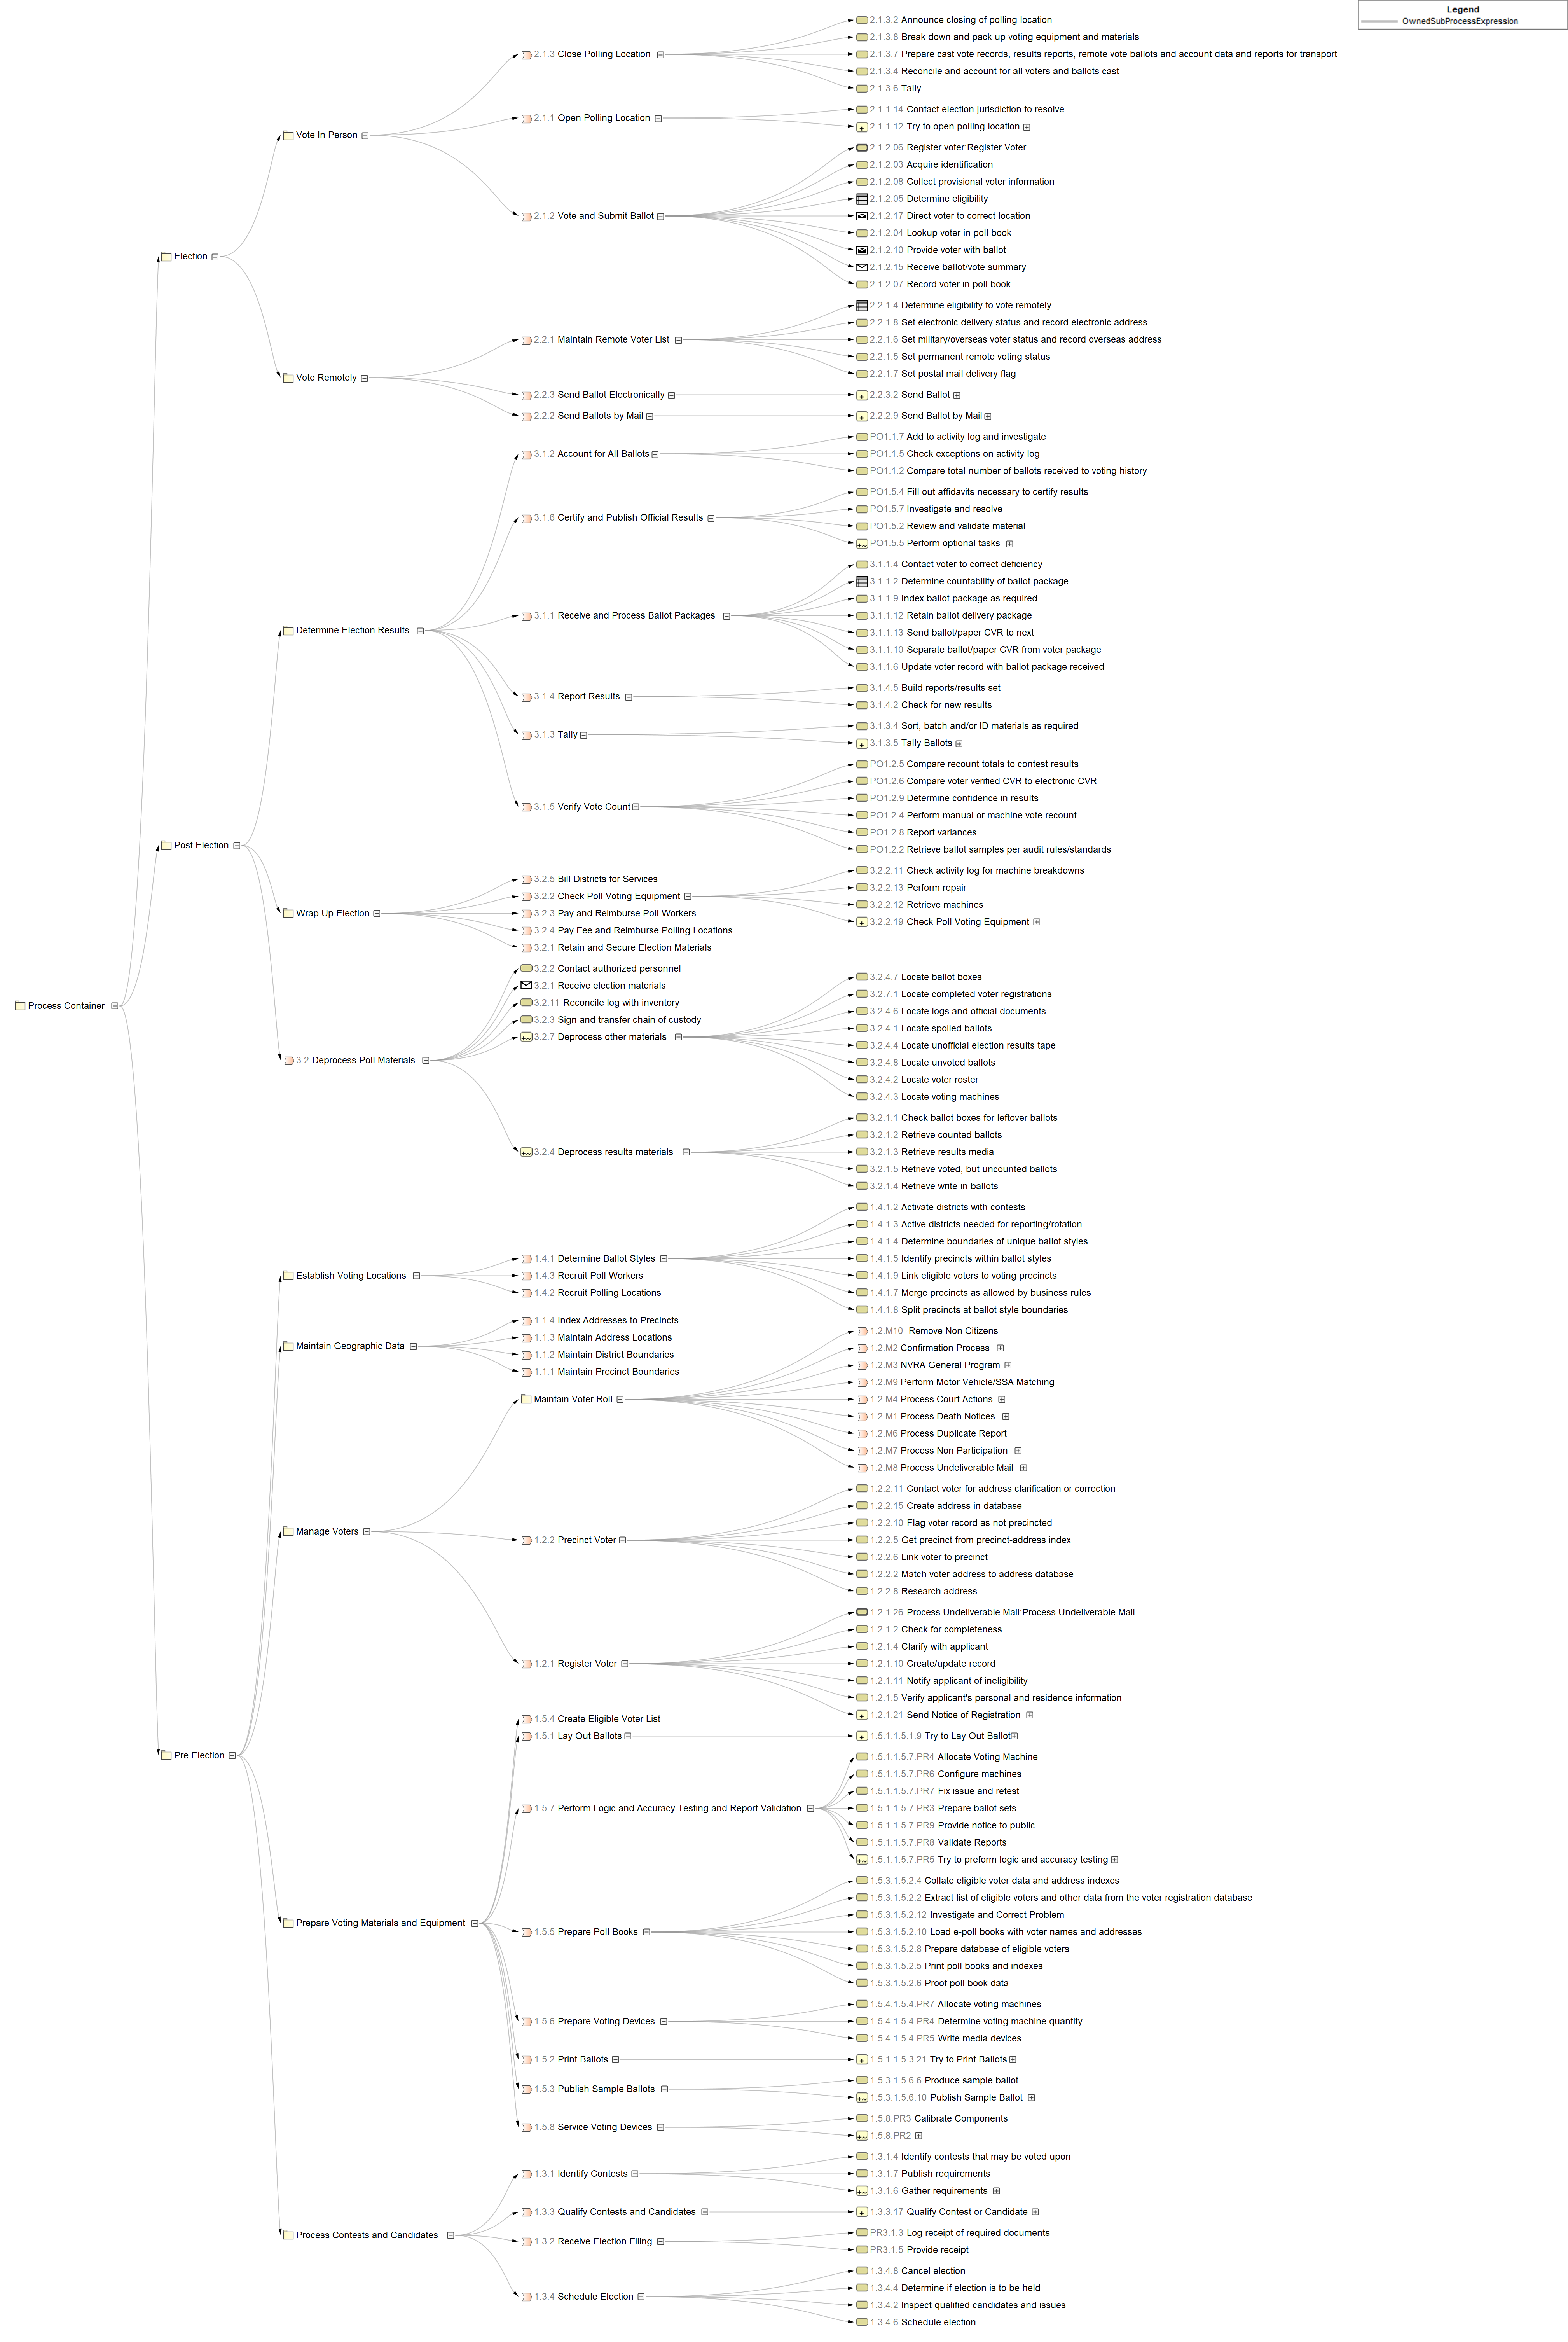 Legend
OwnedSubProcessExpression
Process Container
Election
Vote In Person
2.1.3 Close Polling Location
2.1.3.2 Announce closing of polling location
2.1.3.8 Break down and pack up voting equipment and materials
2.1.3.7 Prepare cast vote records, results reports, remote vote ballots and account data and reports for transport
2.1.3.4 Reconcile and account for all voters and ballots cast
2.1.3.6 Tally
2.1.1 Open Polling Location
2.1.1.14 Contact election jurisdiction to resolve
2.1.1.12 Try to open polling location
2.1.2 Vote and Submit Ballot
2.1.2.06 Register voter:Register Voter
2.1.2.03 Acquire identification
2.1.2.08 Collect provisional voter information
2.1.2.05 Determine eligibility
2.1.2.17 Direct voter to correct location
2.1.2.04 Lookup voter in poll book
2.1.2.10 Provide voter with ballot
2.1.2.15 Receive ballot/vote summary
2.1.2.07 Record voter in poll book
Vote Remotely
2.2.1 Maintain Remote Voter List
2.2.1.4 Determine eligibility to vote remotely
2.2.1.8 Set electronic delivery status and record electronic address
2.2.1.6 Set military/overseas voter status and record overseas address
2.2.1.5 Set permanent remote voting status
2.2.1.7 Set postal mail delivery flag
2.2.3 Send Ballot Electronically
2.2.3.2 Send Ballot
2.2.2 Send Ballots by Mail
2.2.2.9 Send Ballot by Mail
Post Election
Determine Election Results
3.1.2 Account for All Ballots
PO1.1.7 Add to activity log and investigate
PO1.1.5 Check exceptions on activity log
PO1.1.2 Compare total number of ballots received to voting history
3.1.6 Certify and Publish Official Results
PO1.5.4 Fill out affidavits necessary to certify results
PO1.5.7 Investigate and resolve
PO1.5.2 Review and validate material
PO1.5.5 Perform optional tasks
3.1.1 Receive and Process Ballot Packages
3.1.1.4 Contact voter to correct deficiency
3.1.1.2 Determine countability of ballot package
3.1.1.9 Index ballot package as required
3.1.1.12 Retain ballot delivery package
3.1.1.13 Send ballot/paper CVR to next
3.1.1.10 Separate ballot/paper CVR from voter package
3.1.1.6 Update voter record with ballot package received
3.1.4 Report Results
3.1.4.5 Build reports/results set
3.1.4.2 Check for new results
3.1.3 Tally
3.1.3.4 Sort, batch and/or ID materials as required
3.1.3.5 Tally Ballots
3.1.5 Verify Vote Count
PO1.2.5 Compare recount totals to contest results
PO1.2.6 Compare voter verified CVR to electronic CVR
PO1.2.9 Determine confidence in results
PO1.2.4 Perform manual or machine vote recount
PO1.2.8 Report variances
PO1.2.2 Retrieve ballot samples per audit rules/standards
Wrap Up Election
3.2.5 Bill Districts for Services
3.2.2 Check Poll Voting Equipment
3.2.2.11 Check activity log for machine breakdowns
3.2.2.13 Perform repair
3.2.2.12 Retrieve machines
3.2.2.19 Check Poll Voting Equipment
3.2.3 Pay and Reimburse Poll Workers
3.2.4 Pay Fee and Reimburse Polling Locations
3.2.1 Retain and Secure Election Materials
3.2 Deprocess Poll Materials
3.2.2 Contact authorized personnel
3.2.1 Receive election materials
3.2.11 Reconcile log with inventory
3.2.3 Sign and transfer chain of custody
3.2.7 Deprocess other materials
3.2.4.7 Locate ballot boxes
3.2.7.1 Locate completed voter registrations
3.2.4.6 Locate logs and official documents
3.2.4.1 Locate spoiled ballots
3.2.4.4 Locate unofficial election results tape
3.2.4.8 Locate unvoted ballots
3.2.4.2 Locate voter roster
3.2.4.3 Locate voting machines
3.2.4 Deprocess results materials
3.2.1.1 Check ballot boxes for leftover ballots
3.2.1.2 Retrieve counted ballots
3.2.1.3 Retrieve results media
3.2.1.5 Retrieve voted, but uncounted ballots
3.2.1.4 Retrieve write-in ballots
Pre Election
Establish Voting Locations
1.4.1 Determine Ballot Styles
1.4.1.2 Activate districts with contests
1.4.1.3 Active districts needed for reporting/rotation
1.4.1.4 Determine boundaries of unique ballot styles
1.4.1.5 Identify precincts within ballot styles
1.4.1.9 Link eligible voters to voting precincts
1.4.1.7 Merge precincts as allowed by business rules
1.4.1.8 Split precincts at ballot style boundaries
1.4.3 Recruit Poll Workers
1.4.2 Recruit Polling Locations
Maintain Geographic Data
1.1.4 Index Addresses to Precincts
1.1.3 Maintain Address Locations
1.1.2 Maintain District Boundaries
1.1.1 Maintain Precinct Boundaries
Manage Voters
Maintain Voter Roll
1.2.M10 Remove Non Citizens
1.2.M2 Confirmation Process
1.2.M3 NVRA General Program
1.2.M9 Perform Motor Vehicle/SSA Matching
1.2.M4 Process Court Actions
1.2.M1 Process Death Notices
1.2.M6 Process Duplicate Report
1.2.M7 Process Non Participation
1.2.M8 Process Undeliverable Mail
1.2.2 Precinct Voter
1.2.2.11 Contact voter for address clarification or correction
1.2.2.15 Create address in database
1.2.2.10 Flag voter record as not precincted
1.2.2.5 Get precinct from precinct-address index
1.2.2.6 Link voter to precinct
1.2.2.2 Match voter address to address database
1.2.2.8 Research address
1.2.1 Register Voter
1.2.1.26 Process Undeliverable Mail:Process Undeliverable Mail
1.2.1.2 Check for completeness
1.2.1.4 Clarify with applicant
1.2.1.10 Create/update record
1.2.1.11 Notify applicant of ineligibility
1.2.1.5 Verify applicant's personal and residence information
1.2.1.21 Send Notice of Registration
Prepare Voting Materials and Equipment
1.5.4 Create Eligible Voter List
1.5.1 Lay Out Ballots
1.5.1.1.5.1.9 Try to Lay Out Ballot
1.5.7 Perform Logic and Accuracy Testing and Report Validation
1.5.1.1.5.7.PR4 Allocate Voting Machine
1.5.1.1.5.7.PR6 Configure machines
1.5.1.1.5.7.PR7 Fix issue and retest
1.5.1.1.5.7.PR3 Prepare ballot sets
1.5.1.1.5.7.PR9 Provide notice to public
1.5.1.1.5.7.PR8 Validate Reports
1.5.1.1.5.7.PR5 Try to preform logic and accuracy testing
1.5.5 Prepare Poll Books
1.5.3.1.5.2.4 Collate eligible voter data and address indexes
1.5.3.1.5.2.2 Extract list of eligible voters and other data from the voter registration database
1.5.3.1.5.2.12 Investigate and Correct Problem
1.5.3.1.5.2.10 Load e-poll books with voter names and addresses
1.5.3.1.5.2.8 Prepare database of eligible voters
1.5.3.1.5.2.5 Print poll books and indexes
1.5.3.1.5.2.6 Proof poll book data
1.5.6 Prepare Voting Devices
1.5.4.1.5.4.PR7 Allocate voting machines
1.5.4.1.5.4.PR4 Determine voting machine quantity
1.5.4.1.5.4.PR5 Write media devices
1.5.2 Print Ballots
1.5.1.1.5.3.21 Try to Print Ballots
1.5.3 Publish Sample Ballots
1.5.3.1.5.6.6 Produce sample ballot
1.5.3.1.5.6.10 Publish Sample Ballot
1.5.8 Service Voting Devices
1.5.8.PR3 Calibrate Components
1.5.8.PR2
Process Contests and Candidates
1.3.1 Identify Contests
1.3.1.4 Identify contests that may be voted upon
1.3.1.7 Publish requirements
1.3.1.6 Gather requirements
1.3.3 Qualify Contests and Candidates
1.3.3.17 Qualify Contest or Candidate
1.3.2 Receive Election Filing
PR3.1.3 Log receipt of required documents
PR3.1.5 Provide receipt
1.3.4 Schedule Election
1.3.4.8 Cancel election
1.3.4.4 Determine if election is to be held
1.3.4.2 Inspect qualified candidates and issues
1.3.4.6 Schedule election